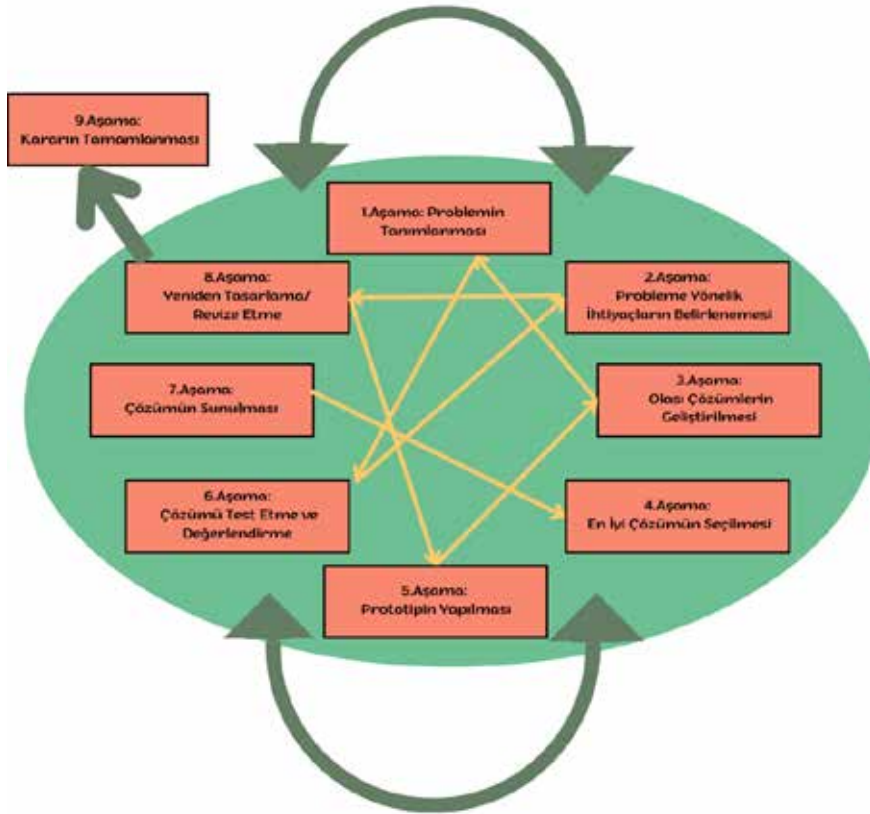 9.Aşama:
Kararın Tamamlanması
1.Aşama: Problemin
Tanımlanması
8.Aşama:
Yeniden Tasarlama/
Revize Etme
2.Aşama:
Probleme Yönelik
İhtiyaçların Belirlenemesi
7.Aşama:
Çözümün Sunulması
3.Aşama:
Olası Çözümlerin
Geliştirilmesi
6.Aşama:
Çözümü Test Etme ve
Değerlendirme
4.Aşama:
En İyi Çözümün Seçilmesi
5.Aşama:
Prototipin Yapılması